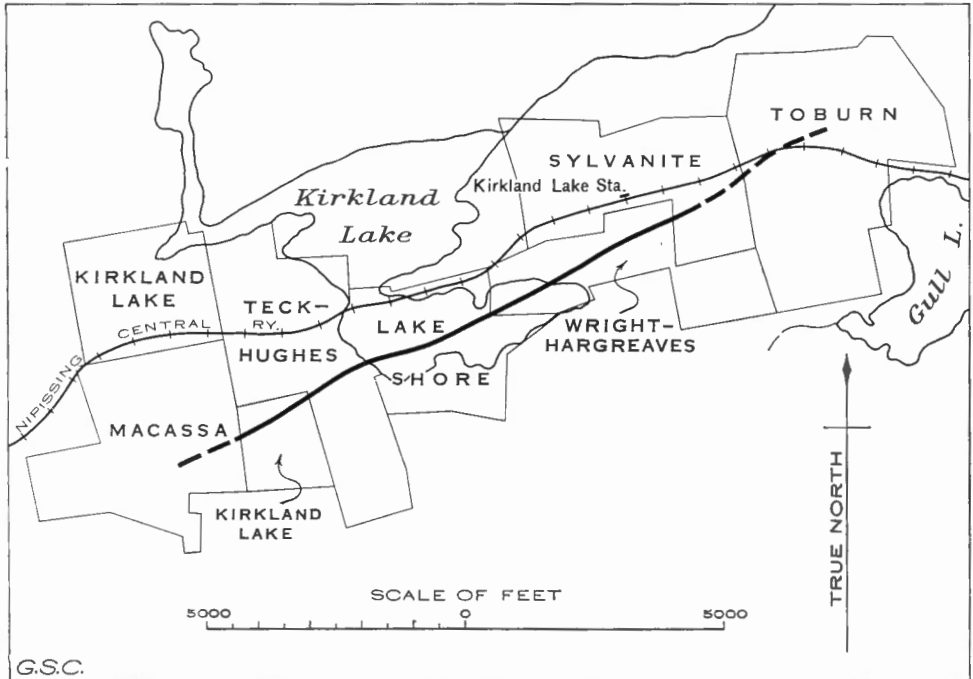 TOBURN
SYLVANITE
Kirkland Lake Sta.
Kirkland
Lake
Gull L.
KIRKLAND
LAKE
TECK–
HUGHES
NIPISSING CENTRAL RY.
LAKE
SHORE
WRIGHT–
HARGREAVES
MACASSA
KIRKLAND
LAKE
TRUE NORTH
SCALE OF FEET
5000 0 5000
G.S.C.